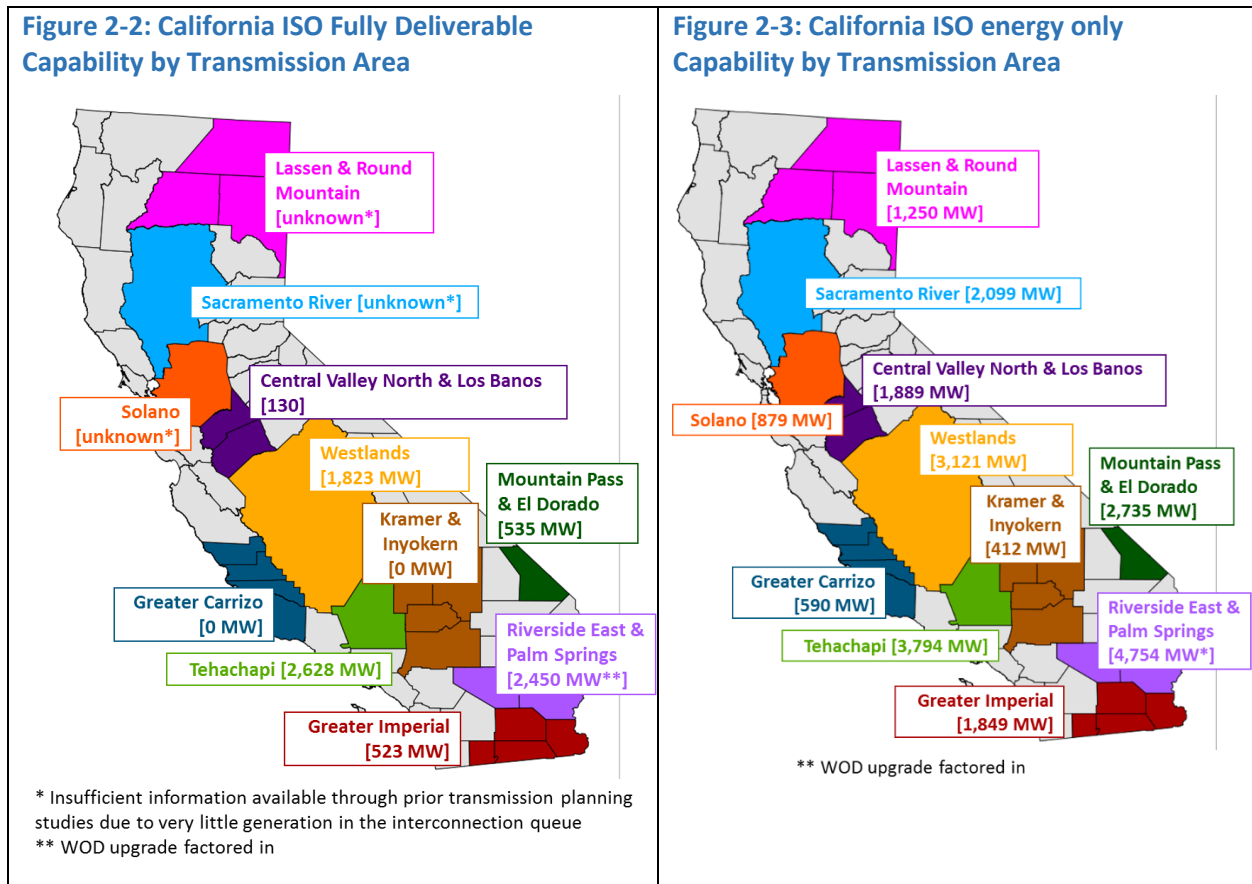 Figure 2-2: California ISO Fully Deliverable
Capability by Transmission Area
Lassen & Round
Mountain
[unknown*]
Sacramento River [unknown*]
Central Valley North & Los Banos
[130]
Solano
[unknown*]
Westlands
[1,823 MW]
Mountain Pass
& El Dorado
[535 MW]
Kramer &
Inyokern
[0 MW]
Greater Carrizo
[0 MW]
Riverside East &
Palm Springs
[2,450 MW**]
Tehachapi [2,628 MW]
Greater Imperial
[523 MW]
* Insufficient information available through prior transmission planning
studies due to very little generation in the interconnection queue
** WOD upgrade factored in
Figure 2-3: California ISO energy only
Capability by Transmission Area
Lassen & Round
Mountain
[1,250 MW]
Sacramento River [2,099 MW]
Central Valley North & Los Banos
[1,889 MW]
Solano [879 MW]
Westlands
[3,121 MW]
Mountain Pass
& El Dorado
[2,735 MW]
Kramer &
Inyokern
[412 MW]
Greater Carrizo
[590 MW]
Riverside East &
Palm Springs
[4,754 MW*]
Tehachapi [3,794 MW]
Greater Imperial
[1,849 MW]
** WOD upgrade factored in